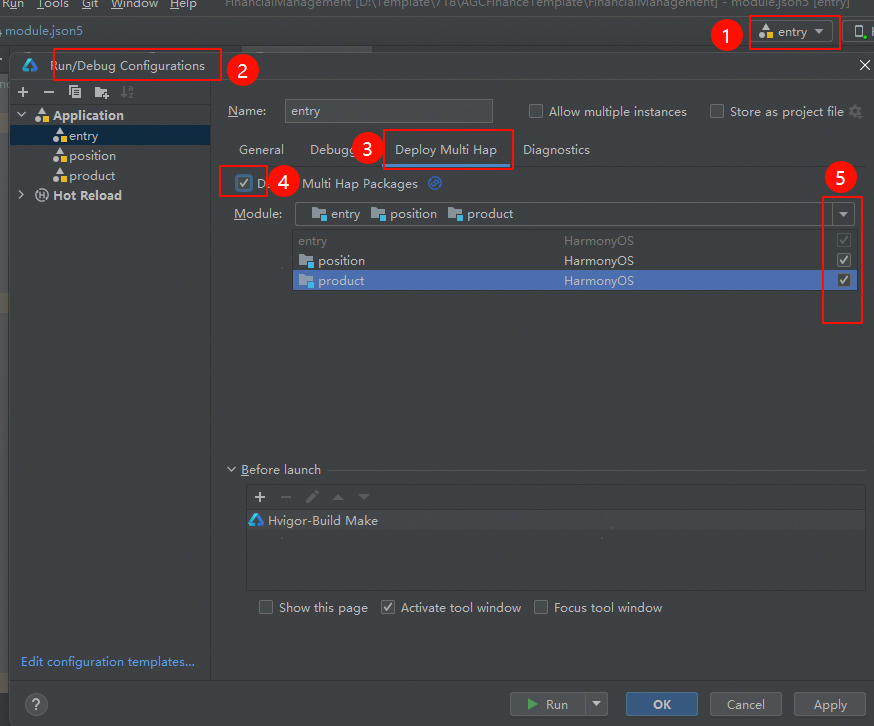 Run Tools Git Window Help FinancialManagement [D:\Template\718\AGCFinanceTemplate\FinancialManagement] - module.json5 [entry]
module.json5
1
entry
Run/Debug Configurations
2
Name: entry
Allow multiple instances
Store as project file
Application
entry
position
product
Hot Reload
General Debugg 3 Deploy Multi Hap Diagnostics
4 Multi Hap Packages
5
Module: entry position product
entry HarmonyOS
position HarmonyOS
product HarmonyOS
Before launch
Hvigor-Build Make
Show this page Activate tool window Focus tool window
Edit configuration templates...
? Run OK Cancel Apply